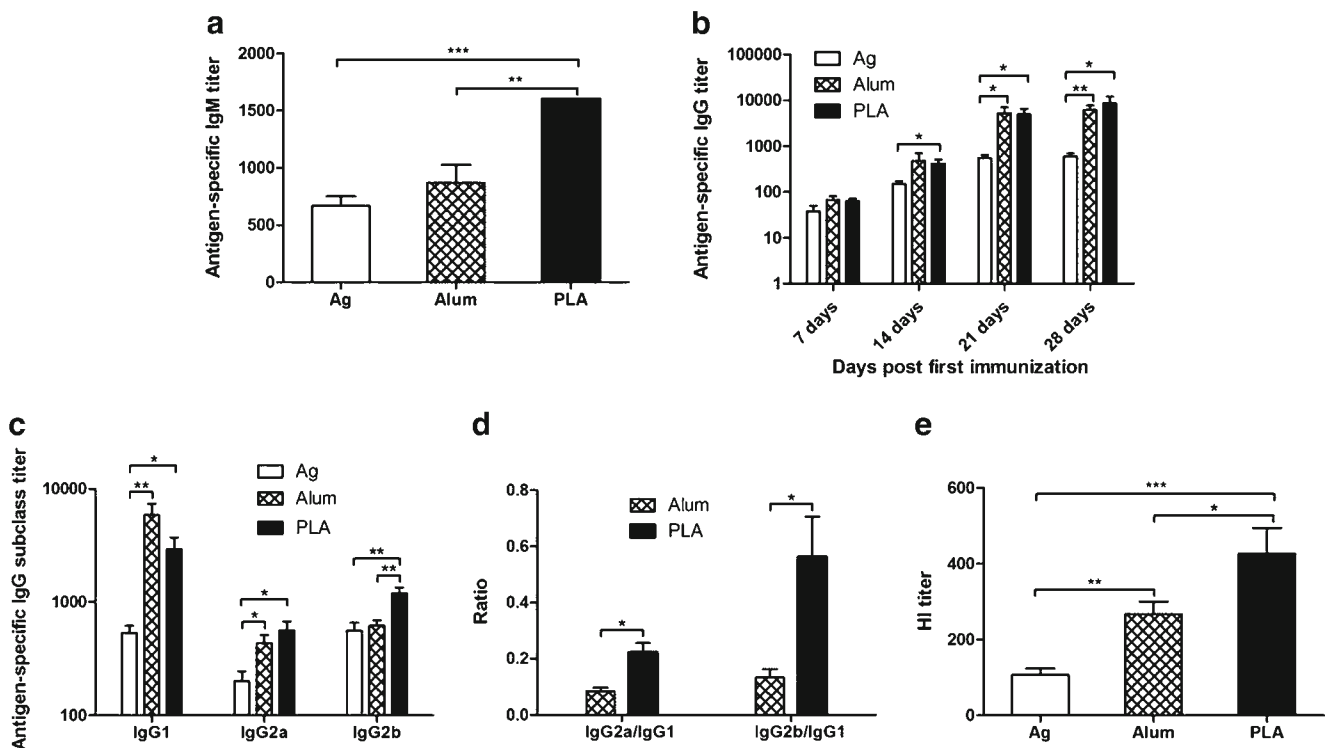 a
Antigen-specific IgM titer
2000
1500
1000
500
0
***
**
Ag
Alum
PLA
b
Antigen-specific IgG titer
100000
10000
1000
100
10
1
Ag
Alum
PLA
*
*
*
*
**
7 days
14 days
21 days
28 days
Days post first immunization
c
Antigen-specific IgG subclass titer
10000
1000
100
Ag
Alum
PLA
*
**
*
*
**
**
IgG1
IgG2a
IgG2b
d
Ratio
0.8
0.6
0.4
0.2
0.0
Alum
PLA
*
*
IgG2a/IgG1
IgG2b/IgG1
e
HI titer
600
400
200
0
***
*
**
Ag
Alum
PLA